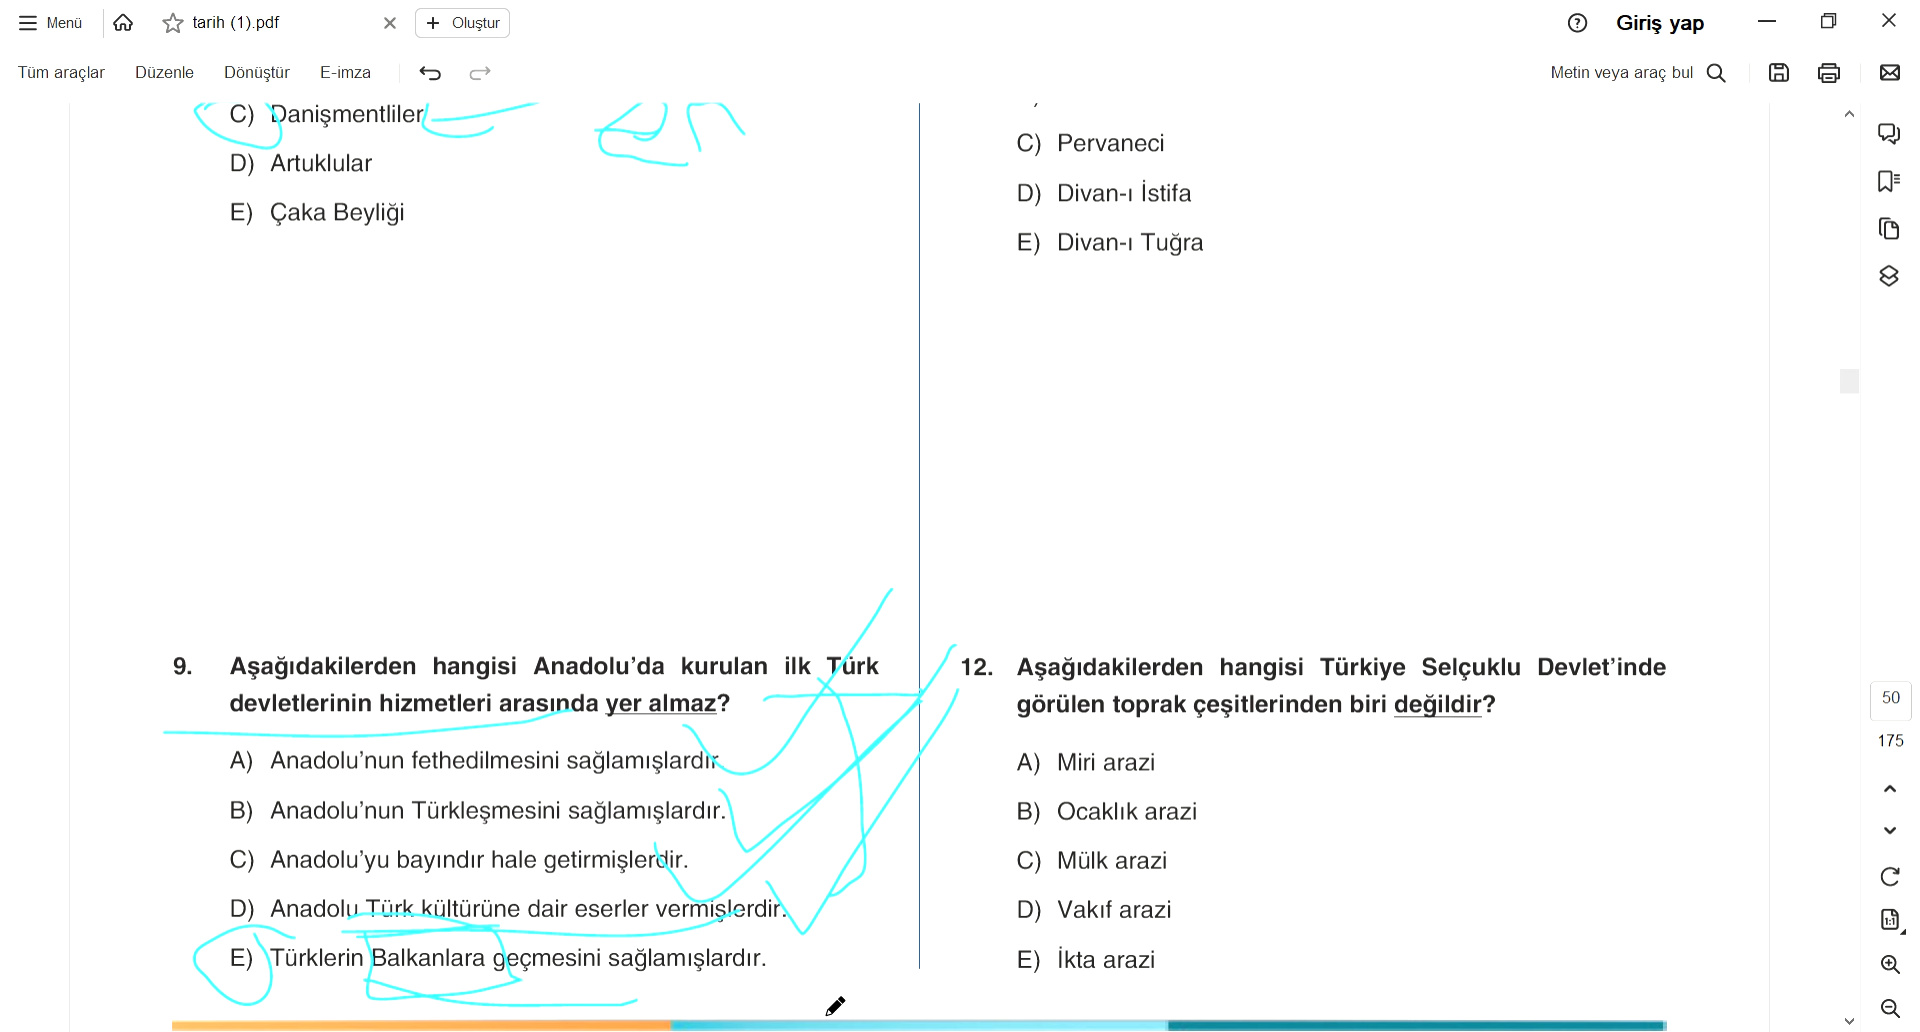 Menü
tarih (1).pdf
Oluştur
Giriş yap
Tüm araçlar
Düzenle
Dönüştür
E-imza
Metin veya araç bul
C) Danişmentliler
D) Artuklular
E) Çaka Beyliği
9. Aşağıdakilerden hangisi Anadolu’da kurulan ilk Türk
devletlerinin hizmetleri arasında yer almaz?
A) Anadolu’nun fethedilmesini sağlamışlardır.
B) Anadolu’nun Türkleşmesini sağlamışlardır.
C) Anadolu’yu bayındır hale getirmişlerdir.
D) Anadolu Türk kültürüne dair eserler vermişlerdir.
E) Türklerin Balkanlara geçmesini sağlamışlardır.
C) Pervaneci
D) Divan-ı İstifa
E) Divan-ı Tuğra
12. Aşağıdakilerden hangisi Türkiye Selçuklu Devlet’inde
görülen toprak çeşitlerinden biri değildir?
A) Miri arazi
B) Ocaklık arazi
C) Mülk arazi
D) Vakıf arazi
E) İkta arazi
50
175
1:1